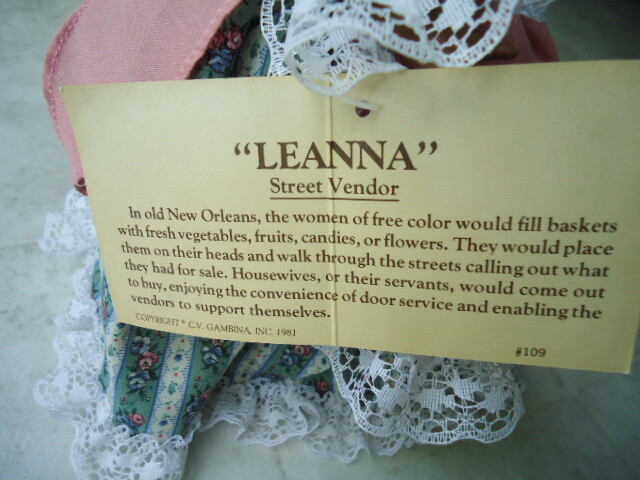 “LEANNA”
Street Vendor
In old New Orleans, the women of free color would fill baskets
with fresh vegetables, fruits, candies, or flowers. They would place
them on their heads and walk through the streets calling out what
they had for sale. Housewives, or their servants, would come out
to buy, enjoying the convenience of door service and enabling the
vendors to support themselves.
COPYRIGHT © C.V. GAMBINA, INC. 1981
#109